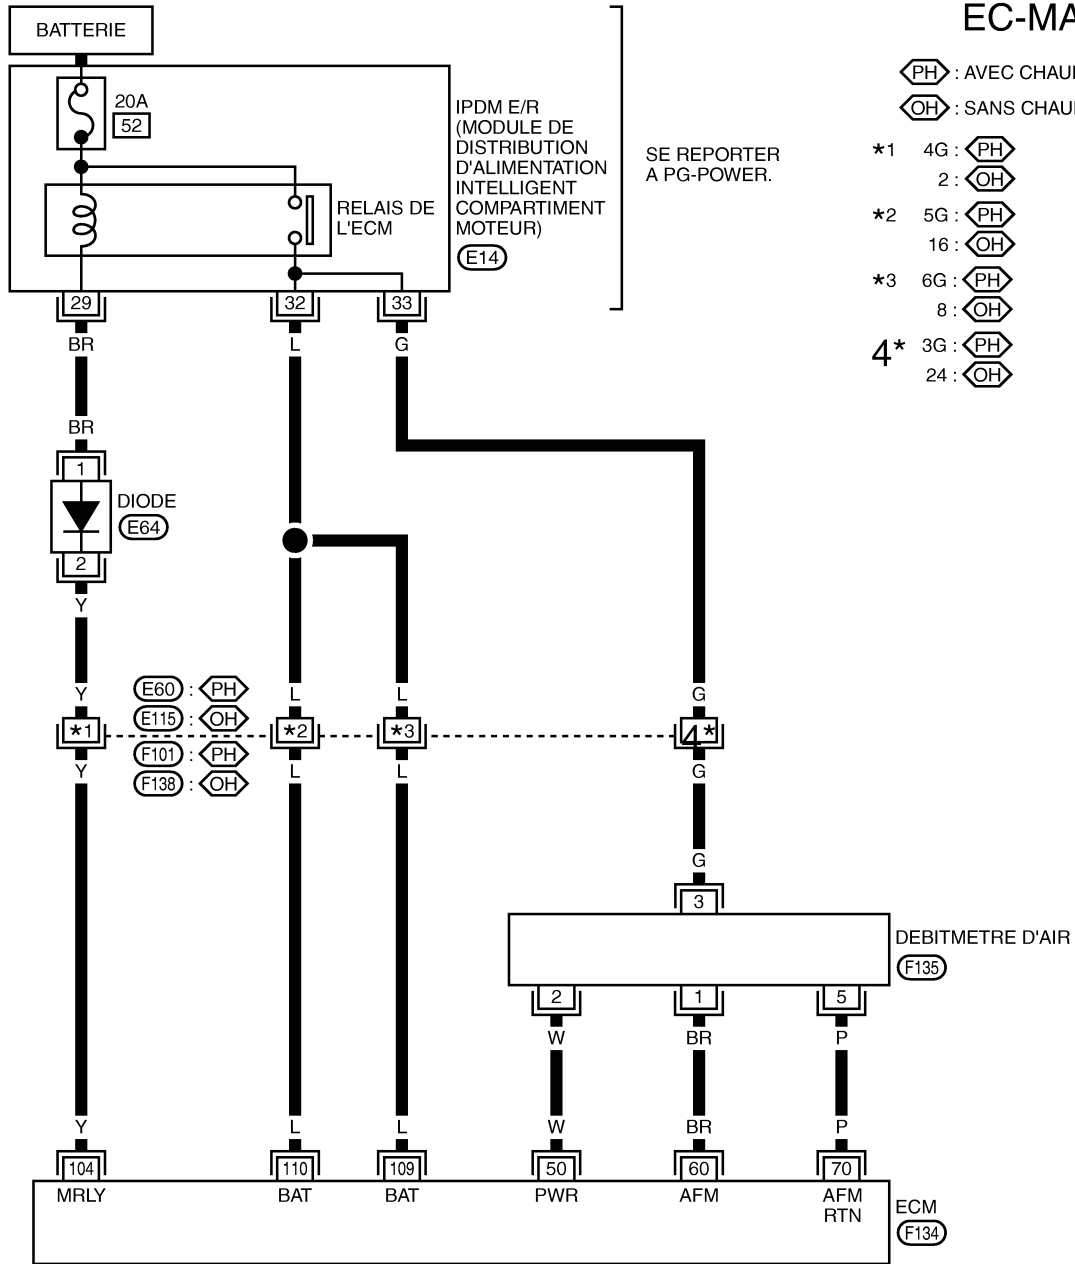 BATTERIE
EC-MA
20A
52
IPDM E/R
(MODULE DE
DISTRIBUTION
D'ALIMENTATION
INTELLIGENT
COMPARTIMENT
MOTEUR)
E14
RELAIS DE
L'ECM
SE REPORTER
A PG-POWER.
PH : AVEC CHAU
OH : SANS CHAU
*1 4G : PH
2 : OH
*2 5G : PH
16 : OH
*3 6G : PH
8 : OH
4* 3G : PH
24 : OH
29 32 33
BR L G
BR
1
DIODE
E64
2
Y
Y L L G
E60 : PH
E115 : OH
*1 *2 *3 4*
F101 : PH
F138 : OH
Y L L G
G
3
DEBITMETRE D'AIR
F135
2 1 5
W BR P
Y L L W BR P
104 110 109 50 60 70
MRLY BAT BAT PWR AFM AFM
RTN
ECM
F134